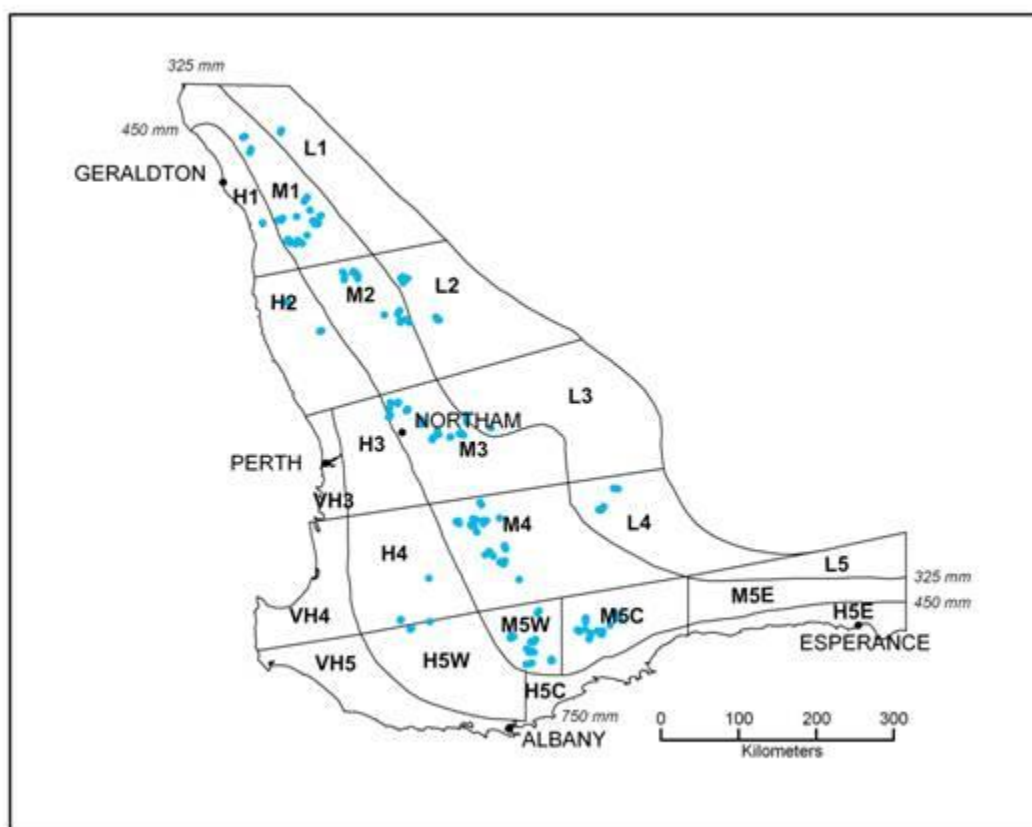 325 mm
450 mm
L1
GERALDTON
H1
M1
L2
M2
H2
L3
NORTHAM
H3
M3
PERTH
VH3
M4
L4
H4
L5
325 mm
M5E
450 mm
VH4
M5W
M5C
H5E
ESPERANCE
VH5
H5W
H5C
750 mm
ALBANY
0 100 200 300
Kilometers